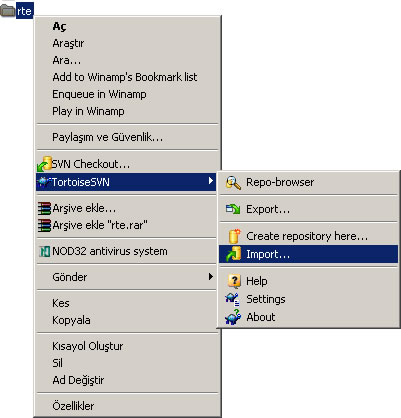 rte
Aç
Araştır
Ara...
Add to Winamp's Bookmark list
Enqueue in Winamp
Play in Winamp
Paylaşım ve Güvenlik...
SVN Checkout...
TortoiseSVN
Arşive ekle...
Arşive ekle "rte.rar"
NOD32 antivirus system
Gönder
Kes
Kopyala
Kısayol Oluştur
Sil
Ad Değiştir
Özellikler
Repo-browser
Export...
Create repository here...
Import...
Help
Settings
About